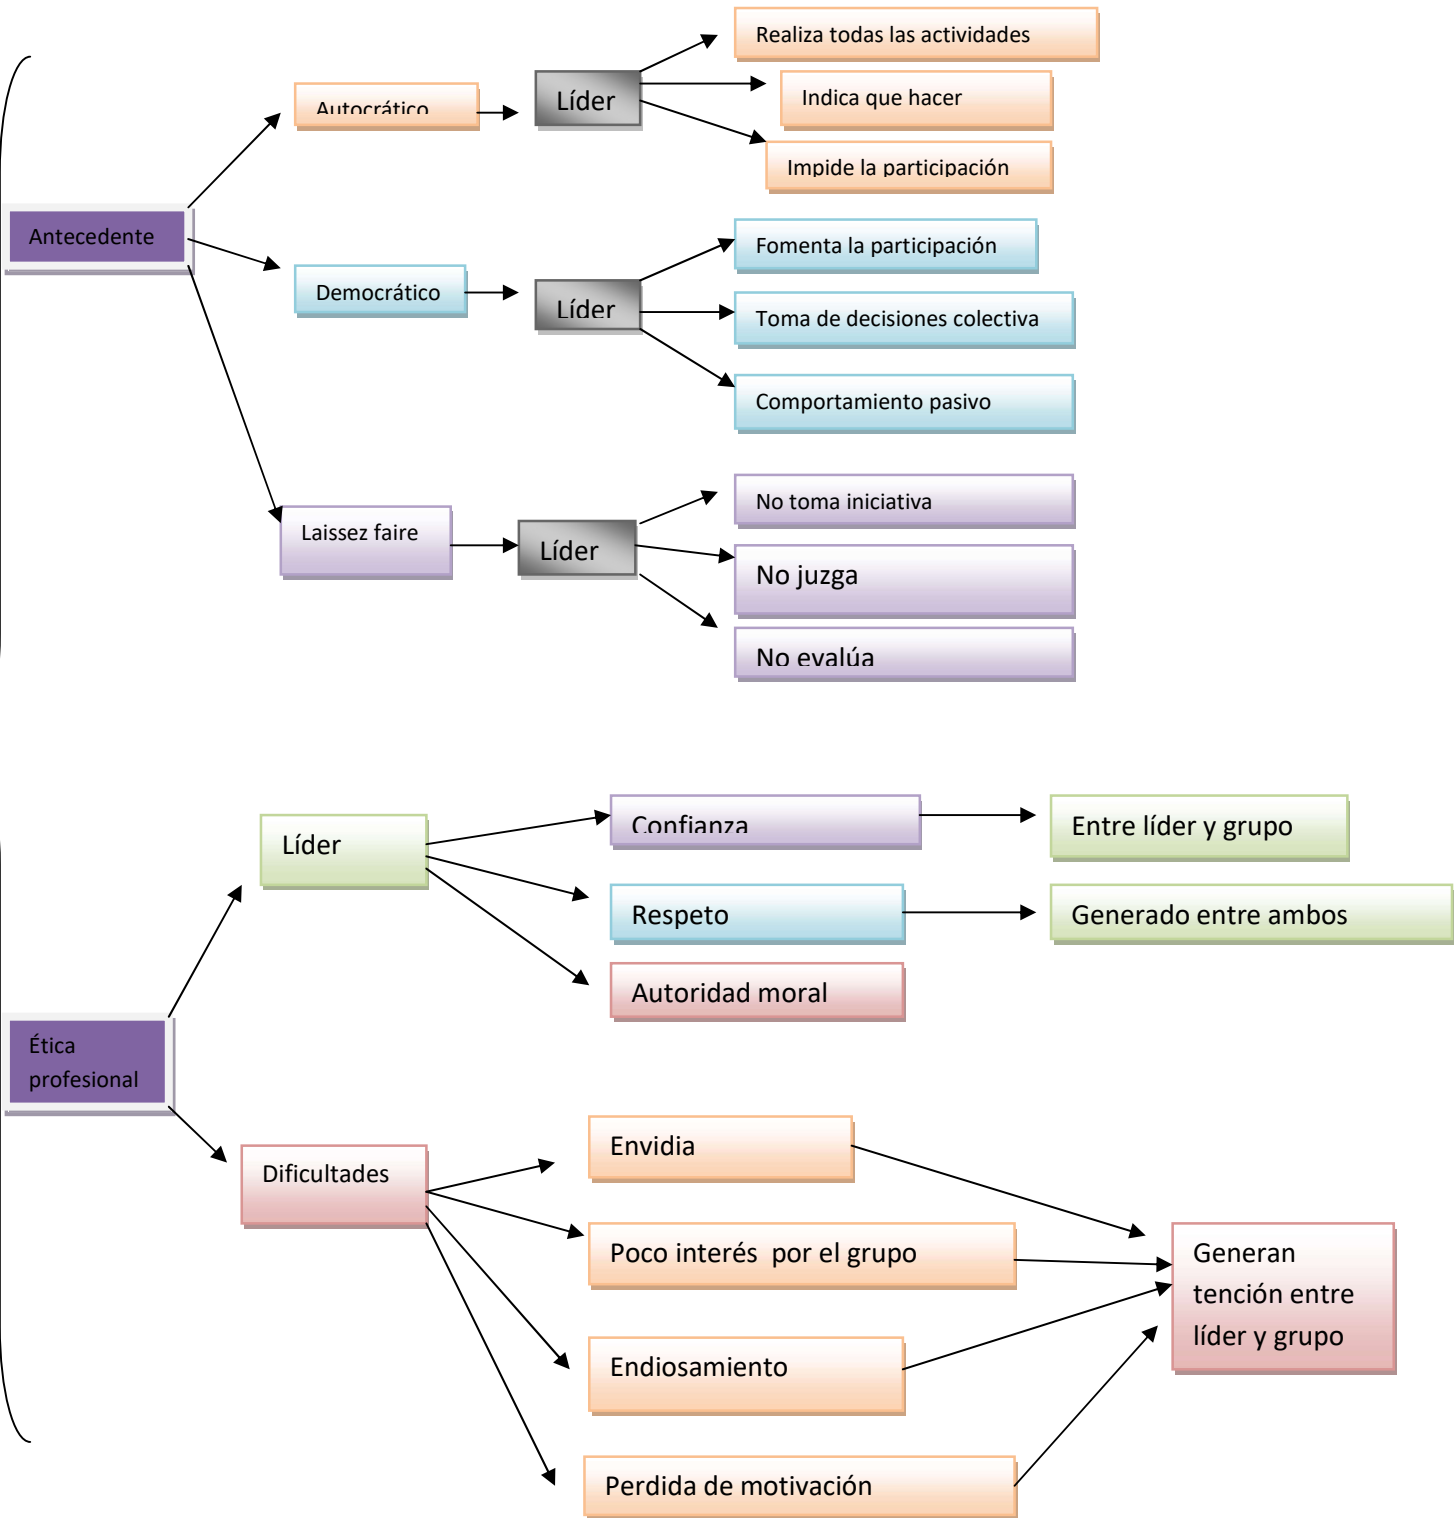 Realiza todas las actividades
Autocrático
Líder
Indica que hacer
Impide la participación
Antecedente
Fomenta la participación
Democrático
Líder
Toma de decisiones colectiva
Comportamiento pasivo
No toma iniciativa
Laissez faire
Líder
No juzga
No evalúa
Líder
Confianza
Entre líder y grupo
Respeto
Generado entre ambos
Autoridad moral
Ética
profesional
Dificultades
Envidia
Poco interés  por el grupo
Endiosamiento
Perdida de motivación
Generan
tención entre
líder y grupo